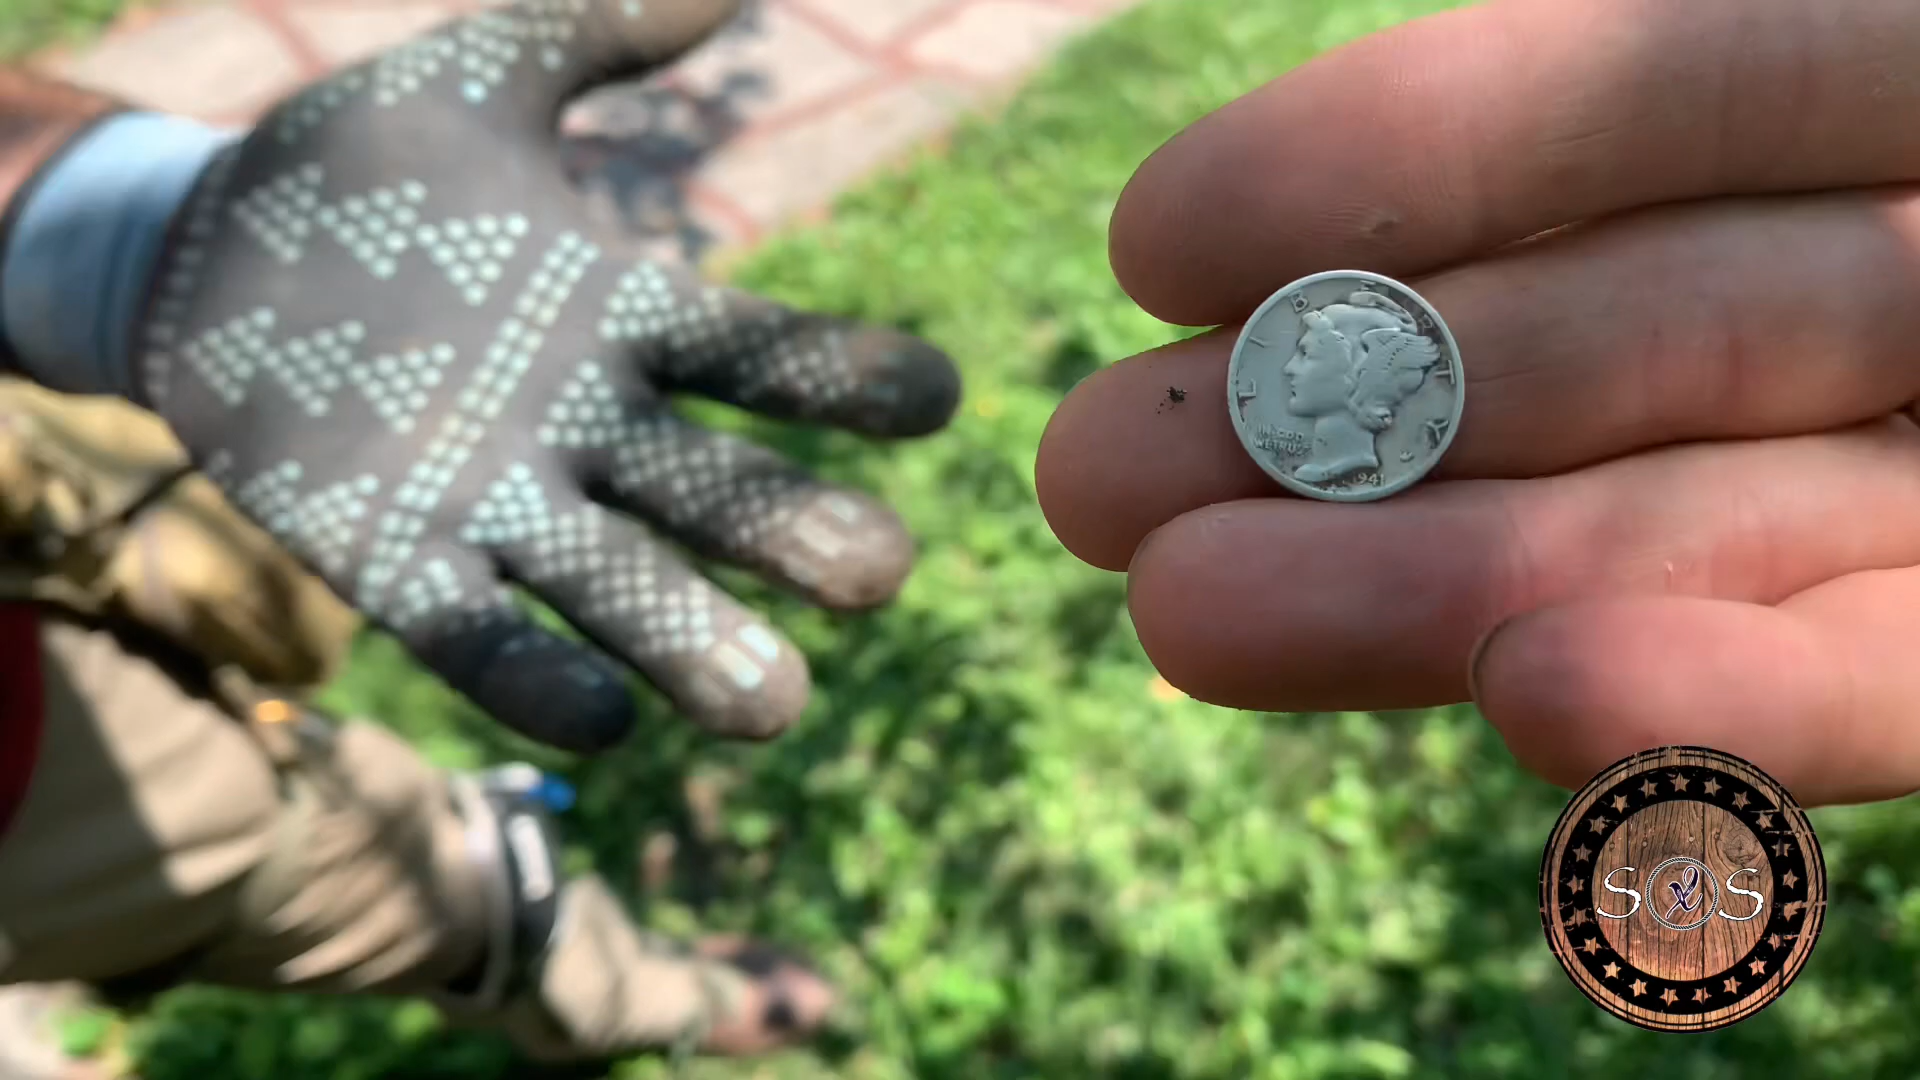 LIBERTY
IN GOD
WE TRUST
1941
S S